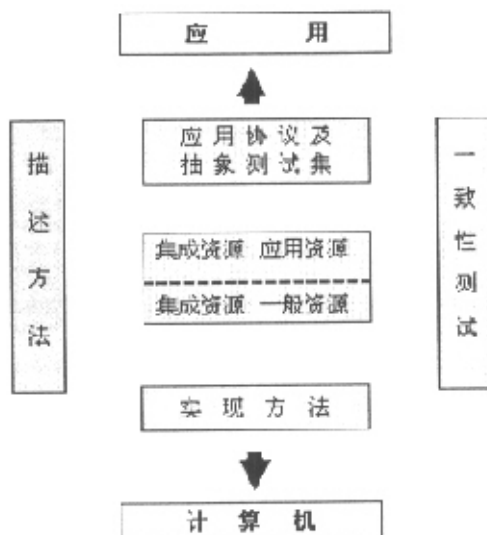 应 用
应用协议及
抽象测试集
描述方法
一致性测试
集成资源 应用资源
集成资源 一般资源
实现方法
计算机